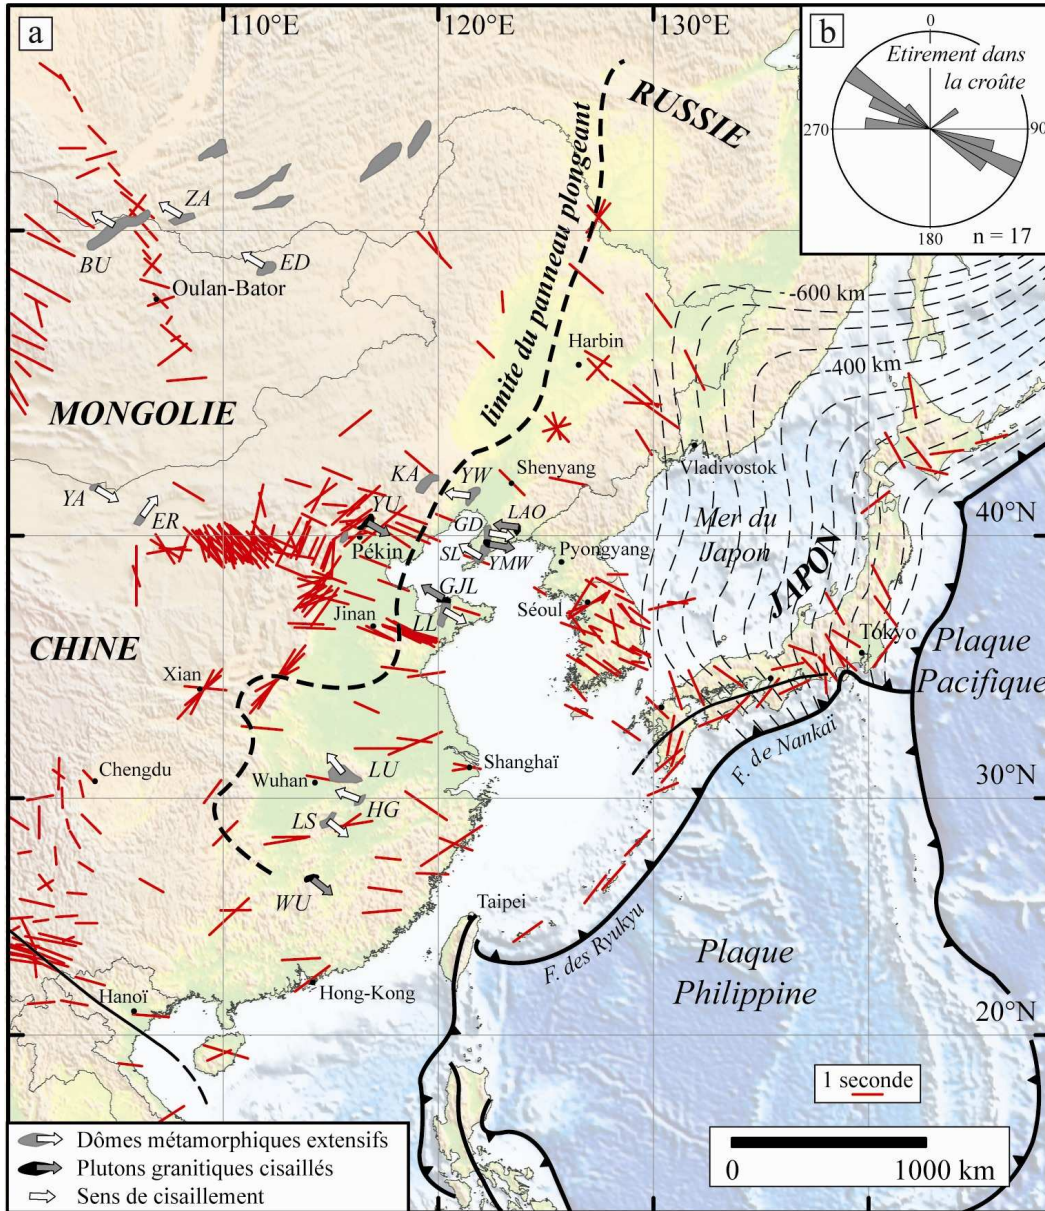 a
110°E
120°E
130°E
b
0
Etirement dans
la croûte
270
90
180
n = 17
RUSSIE
limite du panneau plongeant
ZA
BU
ED
Oulan-Bator
-600 km
Harbin
-400 km
MONGOLIE
KA
YW
Shenyang
Vladivostok
YA
ER
YU
GD
LAO
Pékin
SL
YMW
Pyongyang
Mer du
Japon
40°N
GJL
LL
Jinan
Séoul
JAPON
Tókyo
CHINE
Xian
Plaque
Pacifique
F. de Nankaï
Chengdu
Wuhan
LU
Shanghaï
30°N
HG
LS
WU
Taipei
F. des Ryukyu
Plaque
Philippine
Hong-Kong
Hanoï
20°N
1 seconde
Dômes métamorphiques extensifs
Plutons granitiques cisaillés
Sens de cisaillement
0
1000 km